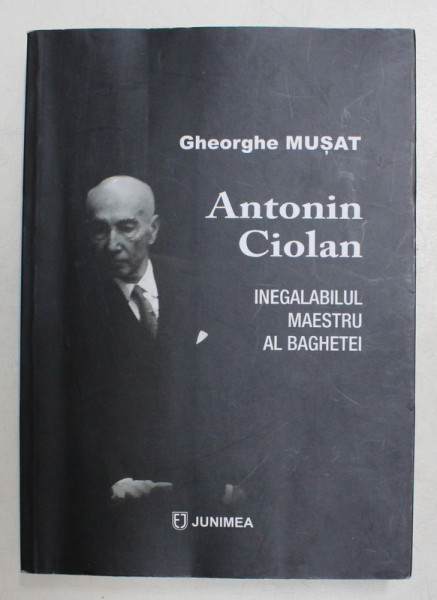 Gheorghe MUȘAT
Antonin
Ciolan
INEGALABILUL
MAESTRU
AL BAGHETEI
JUNIMEA